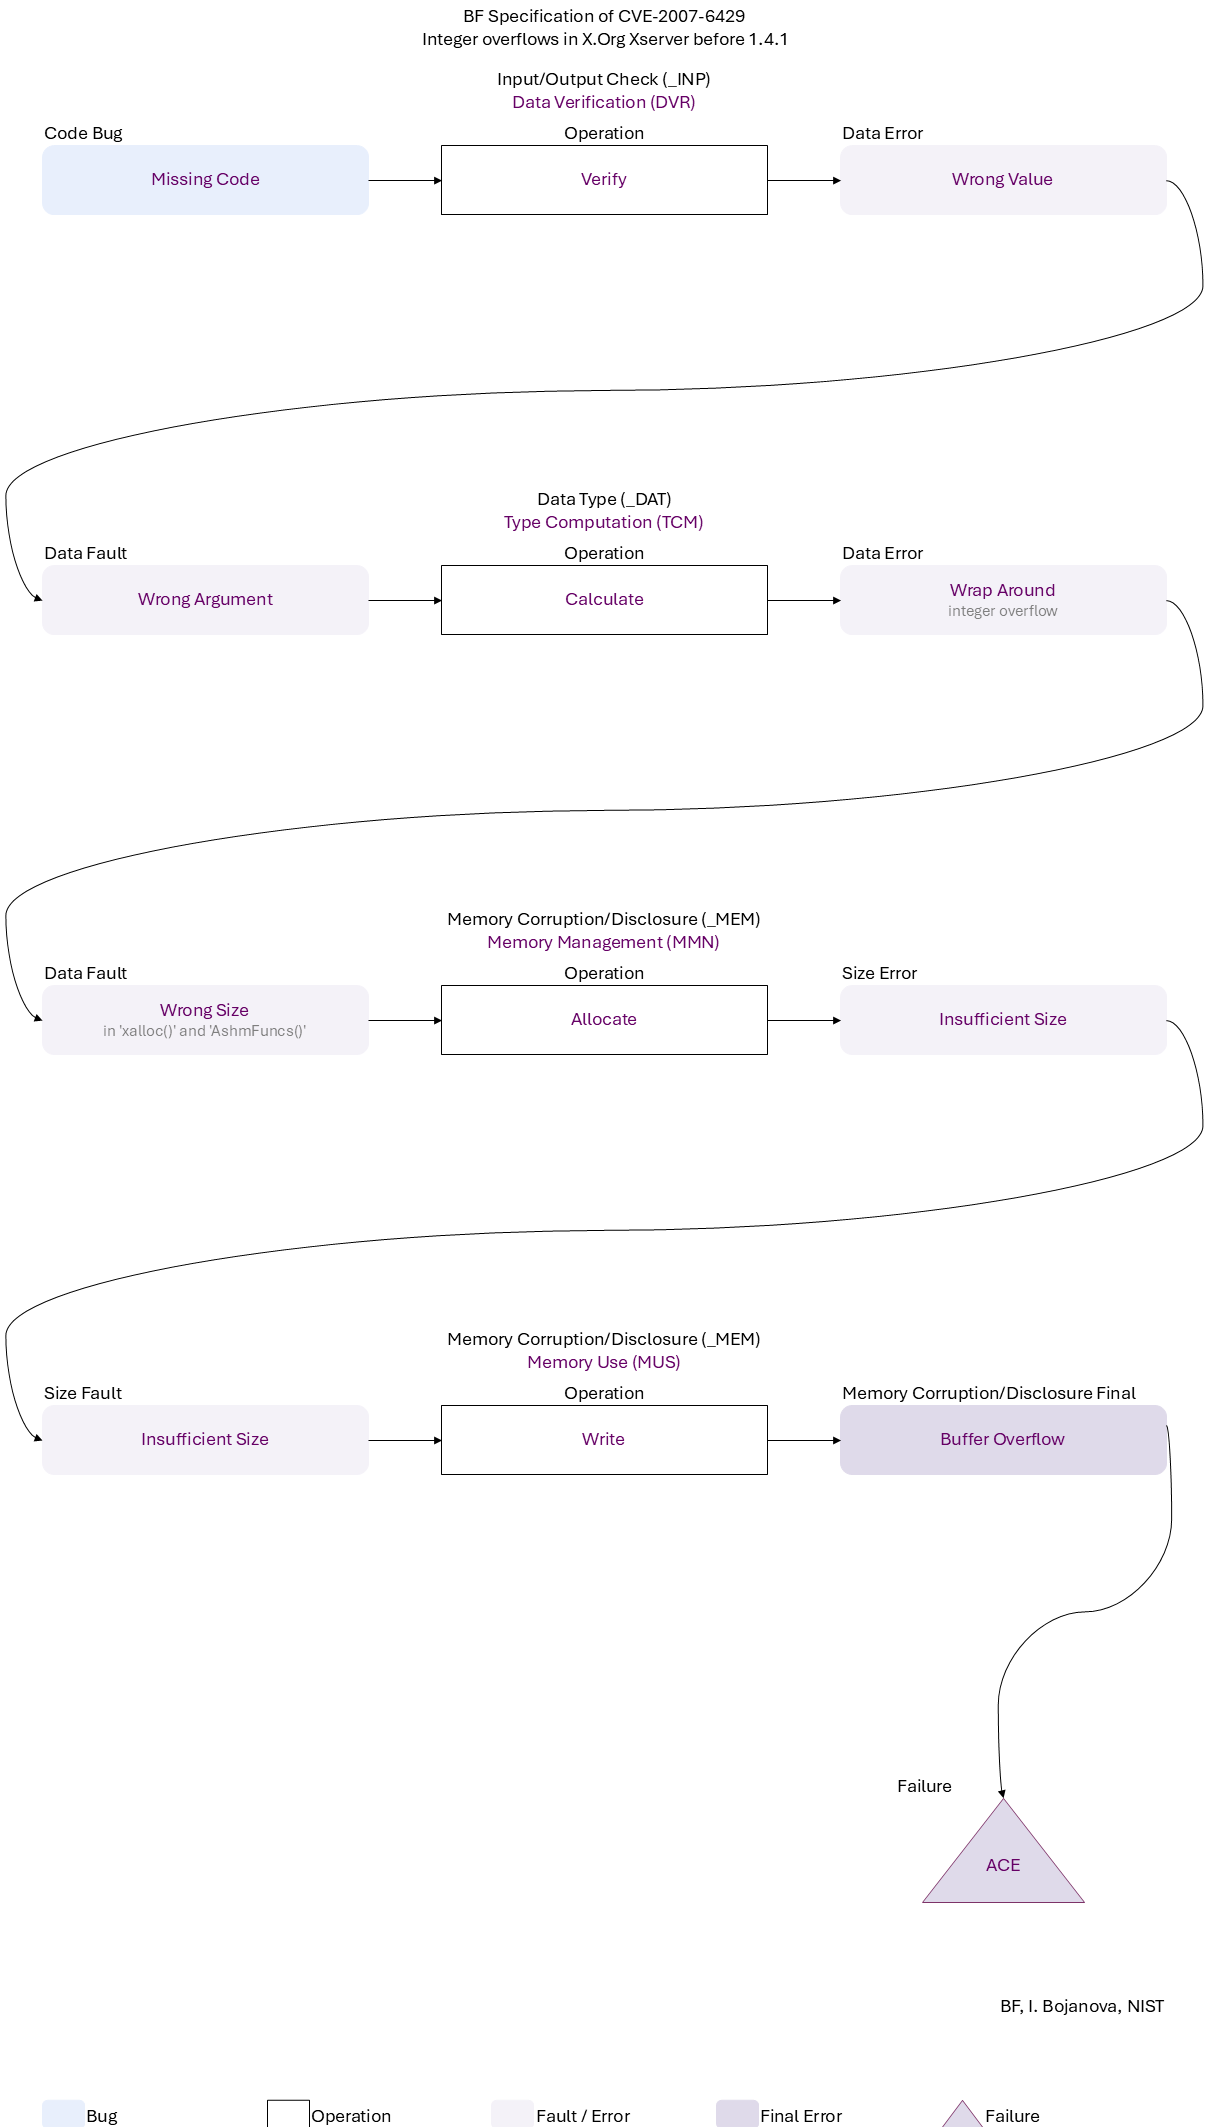 BF Specification of CVE-2007-6429
Integer overflows in X.Org Xserver before 1.4.1
Input/Output Check (_INP)
Data Verification (DVR)
Code Bug
Operation
Data Error
Missing Code
Verify
Wrong Value
Data Type (_DAT)
Type Computation (TCM)
Data Fault
Operation
Data Error
Wrong Argument
Calculate
Wrap Around
integer overflow
Memory Corruption/Disclosure (_MEM)
Memory Management (MMN)
Data Fault
Operation
Size Error
Wrong Size
in 'xalloc()' and 'AshmFuncs()'
Allocate
Insufficient Size
Memory Corruption/Disclosure (_MEM)
Memory Use (MUS)
Size Fault
Operation
Memory Corruption/Disclosure Final
Insufficient Size
Write
Buffer Overflow
Failure
ACE
BF, I. Bojanova, NIST
Bug
Operation
Fault / Error
Final Error
Failure